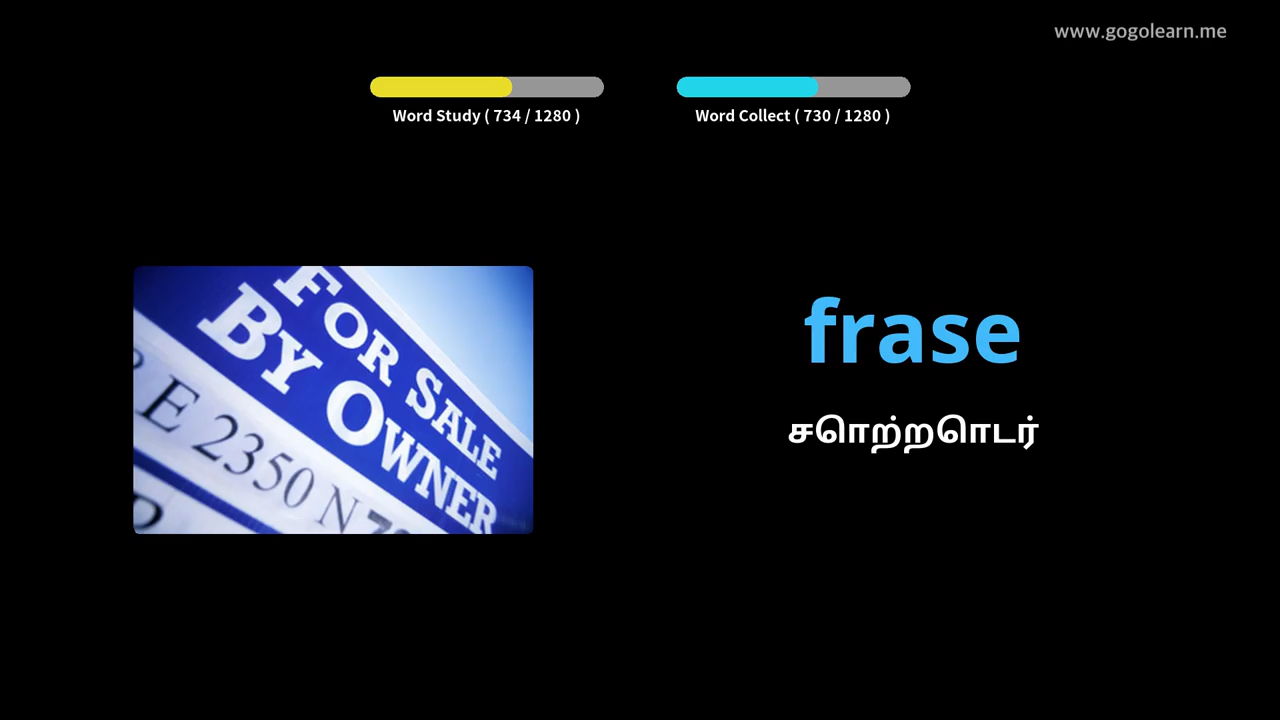 www.gogolearn.me
Word Study ( 734 / 1280 )
Word Collect ( 730 / 1280 )
FOR SALE
BY OWNER
E 2350 N
frase
சொற்றொடர்